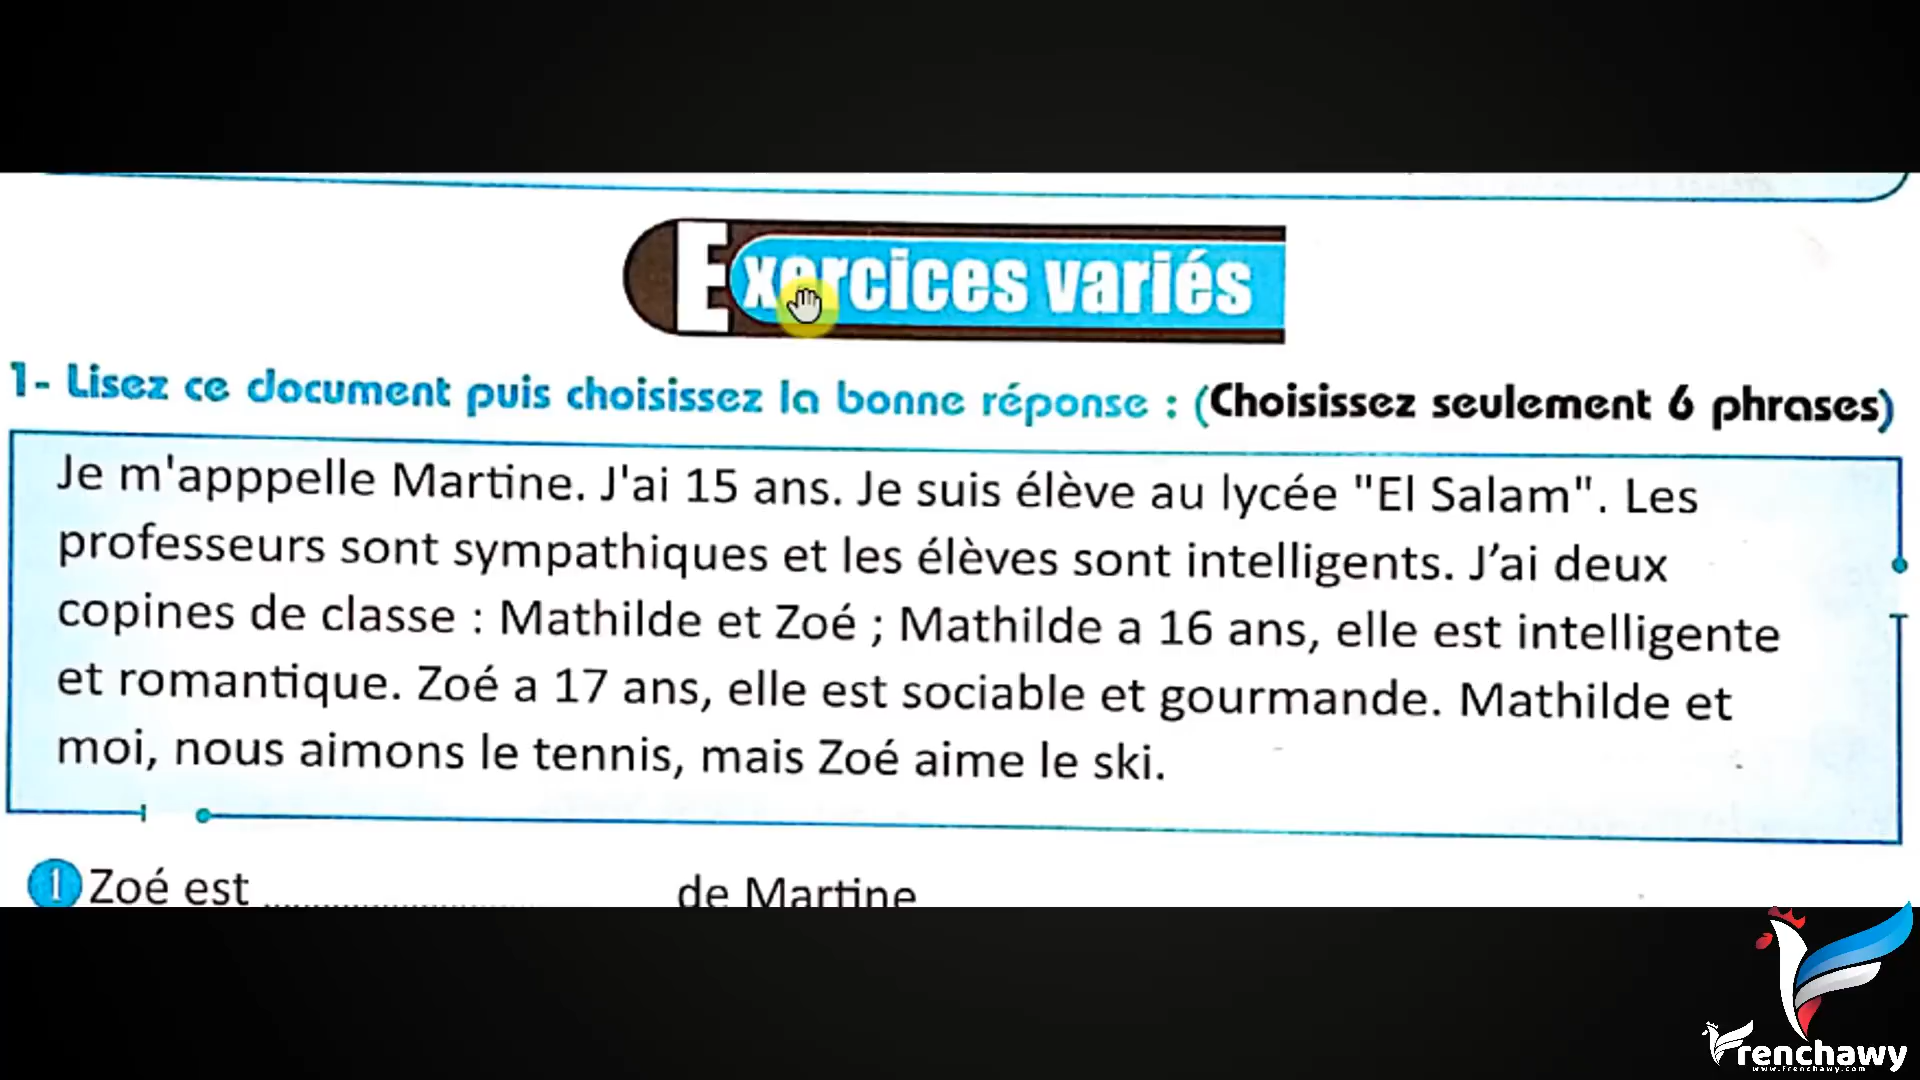 Exercices variés
1- Lisez ce document puis choisissez la bonne réponse : (Choisissez seulement 6 phrases)
Je m'apppelle Martine. J'ai 15 ans. Je suis élève au lycée "El Salam". Les
professeurs sont sympathiques et les élèves sont intelligents. J’ai deux
copines de classe : Mathilde et Zoé ; Mathilde a 16 ans, elle est intelligente
et romantique. Zoé a 17 ans, elle est sociable et gourmande. Mathilde et
moi, nous aimons le tennis, mais Zoé aime le ski.
1 Zoé est ........................ de Martine
Frenchawy
www.Frenchawy.com